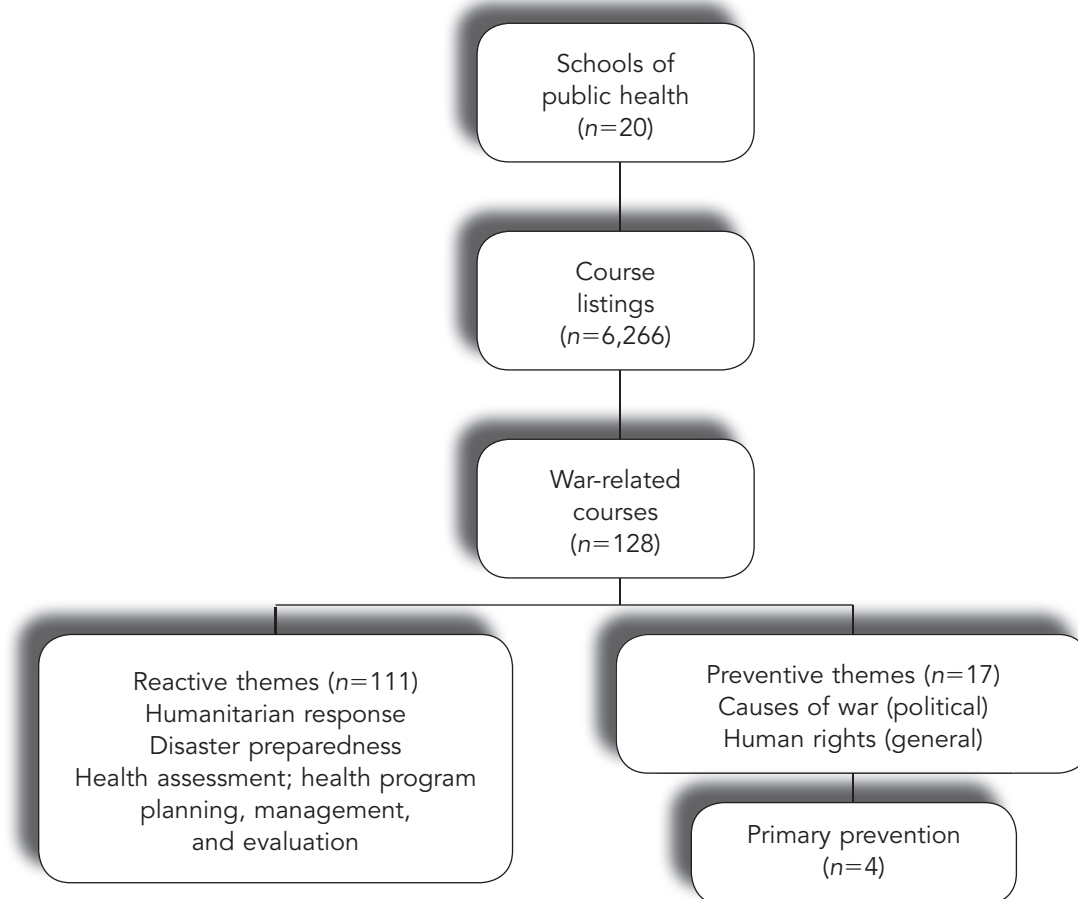 Schools of
public health
(n=20)
Course
listings
(n=6,266)
War-related
courses
(n=128)
Reactive themes (n=111)
Humanitarian response
Disaster preparedness
Health assessment; health program
planning, management,
and evaluation
Preventive themes (n=17)
Causes of war (political)
Human rights (general)
Primary prevention
(n=4)